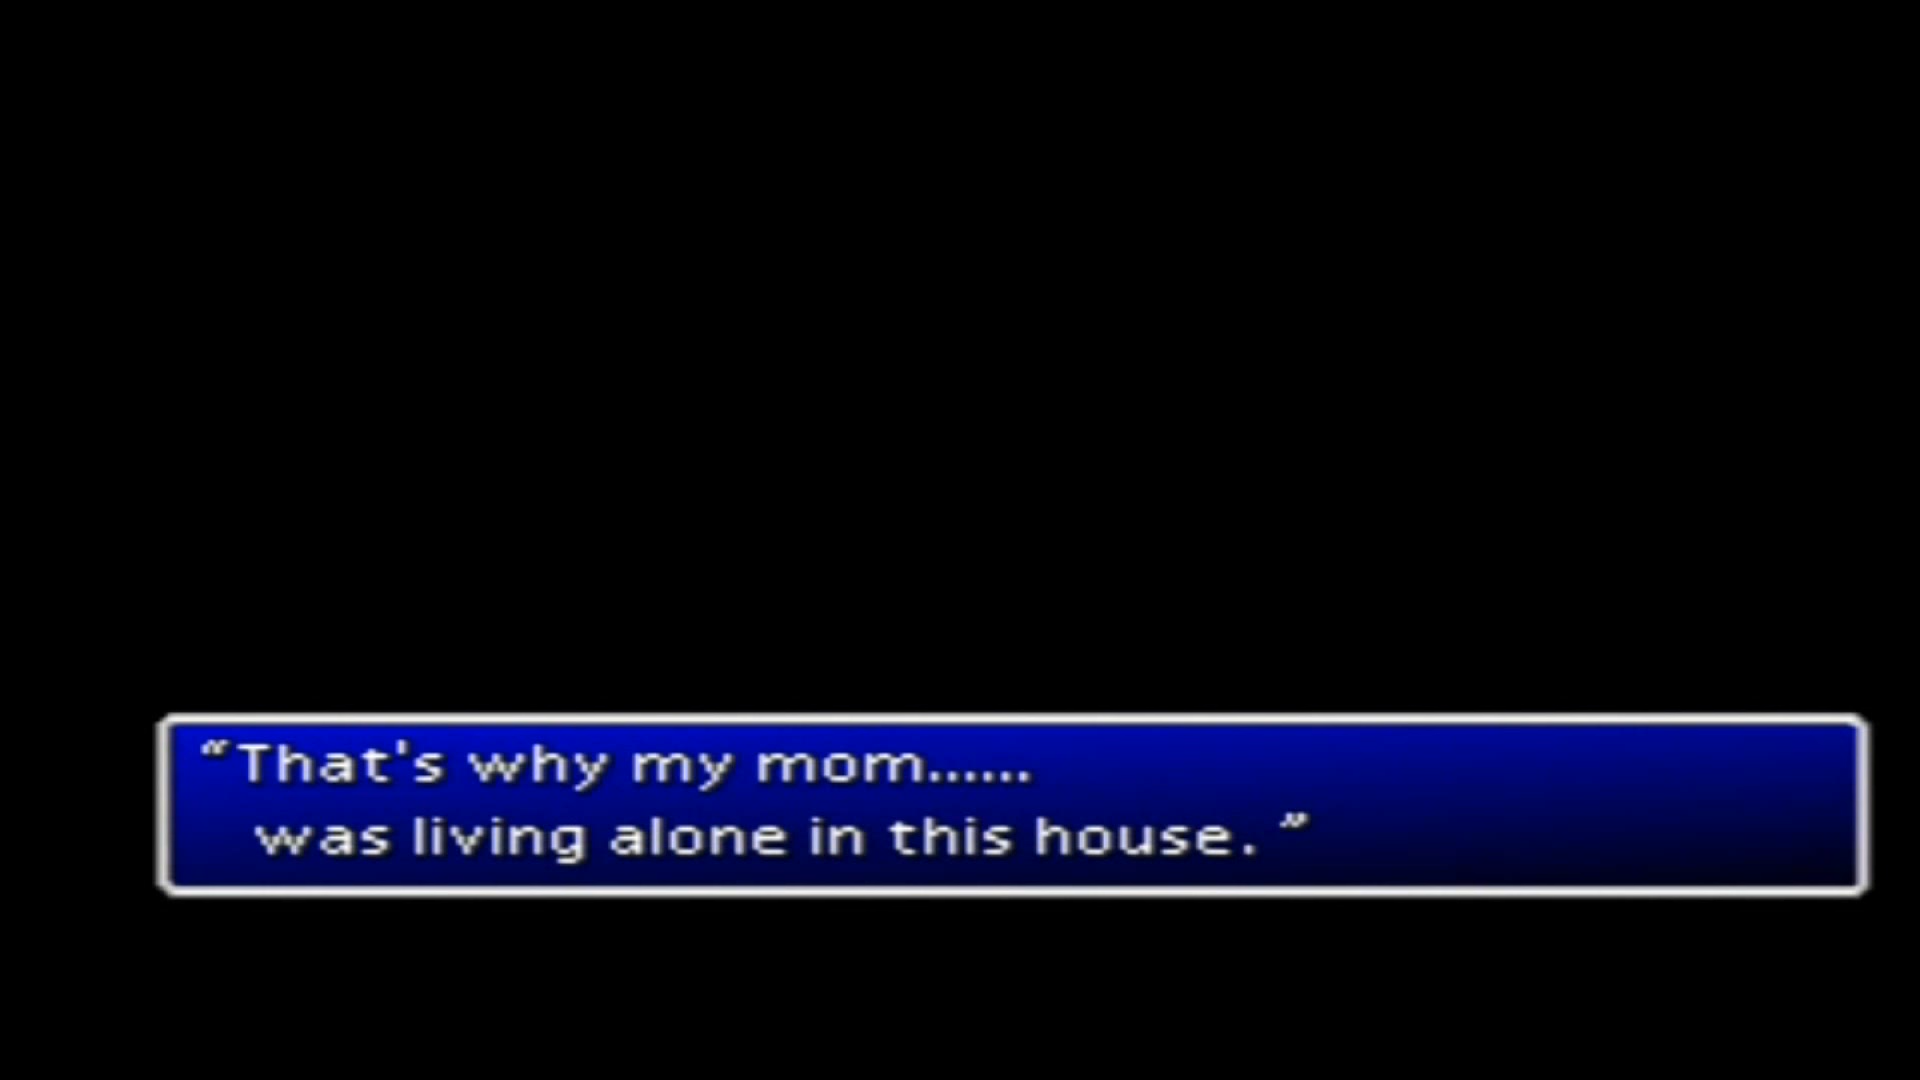 “That's why my mom......
was living alone in this house. ”